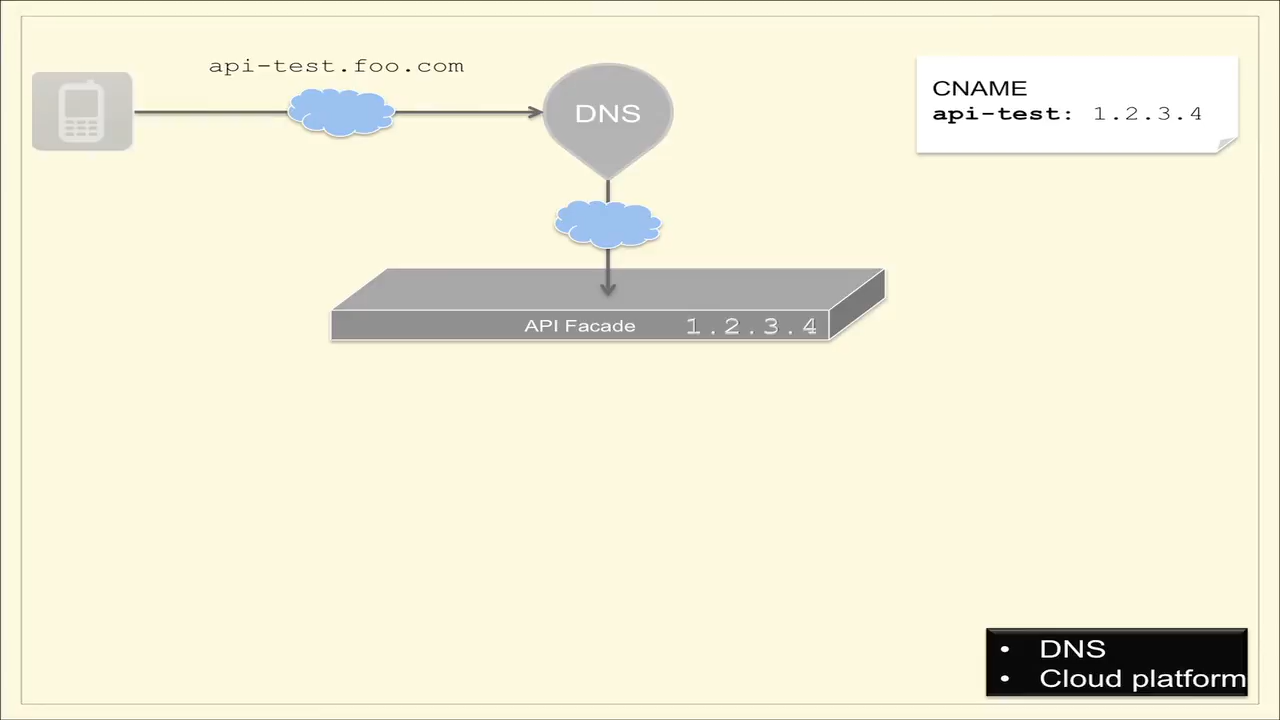 api-test.foo.com
DNS
CNAME
api-test: 1.2.3.4
API Facade 1.2.3.4
• DNS
• Cloud platform